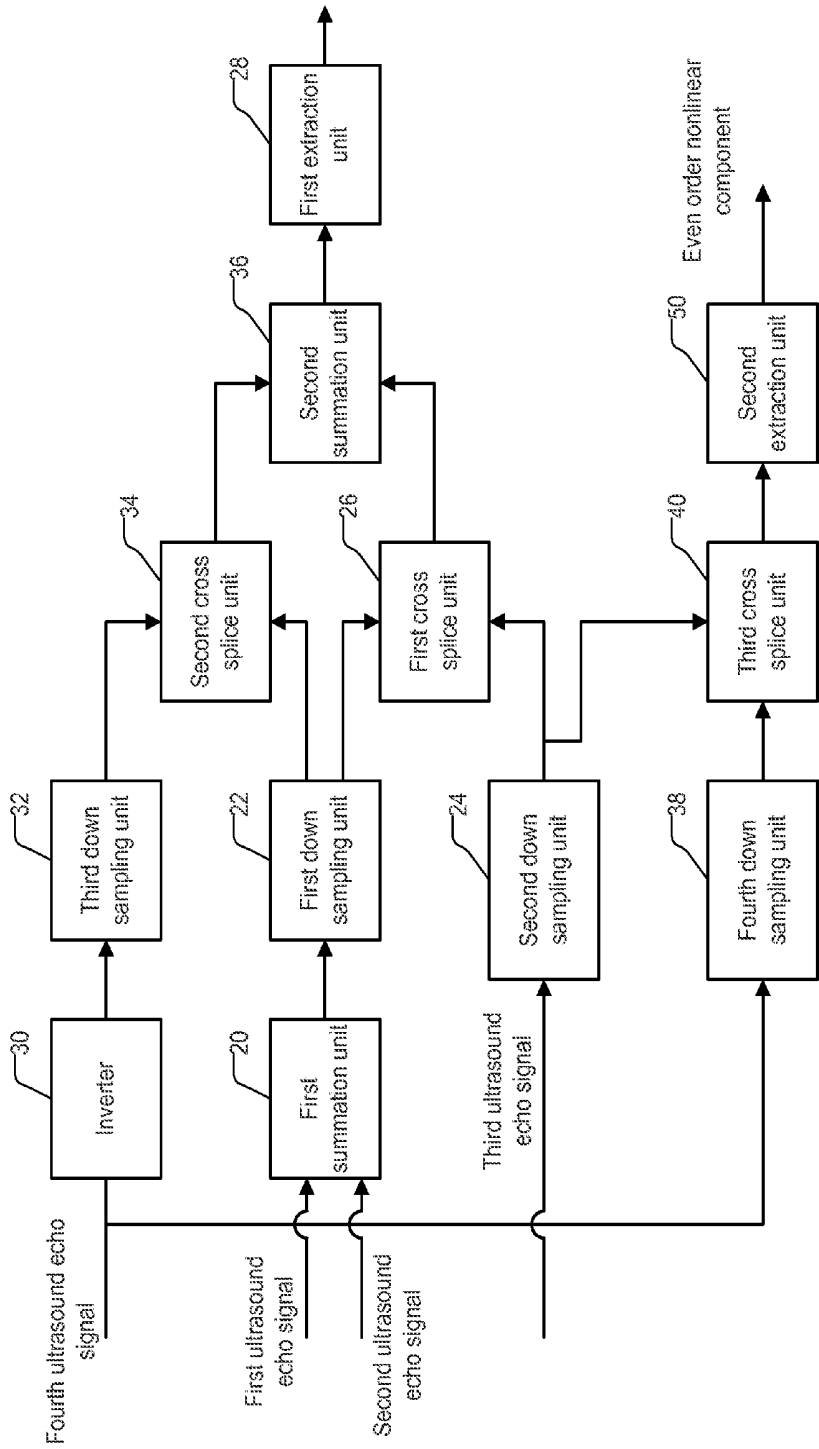 Fourth ultrasound echo
signal
30
Inverter
32
Third down
sampling unit
34
Second cross
splice unit
36
Second
summation unit
28
First extraction
unit
First ultrasound
echo signal
Second ultrasound
echo signal
20
First
summation unit
22
First down
sampling unit
26
First cross
splice unit
Third ultrasound
echo signal
24
Second down
sampling unit
38
Fourth down
sampling unit
40
Third cross
splice unit
50
Second
extraction unit
Even order nonlinear
component